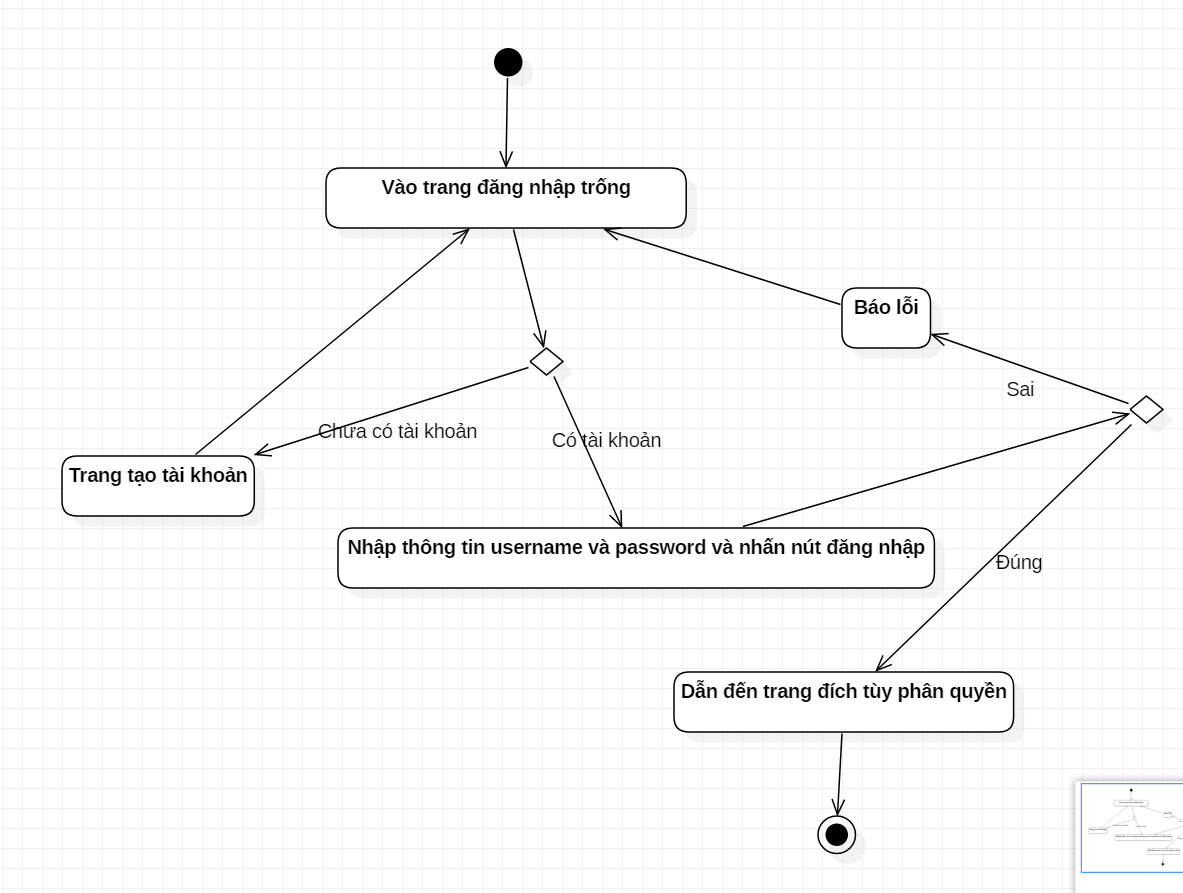 Vào trang đăng nhập trống
Báo lỗi
Sai
Chưa có tài khoản
Có tài khoản
Trang tạo tài khoản
Nhập thông tin username và password và nhấn nút đăng nhập
Đúng
Dẫn đến trang đích tùy phân quyền